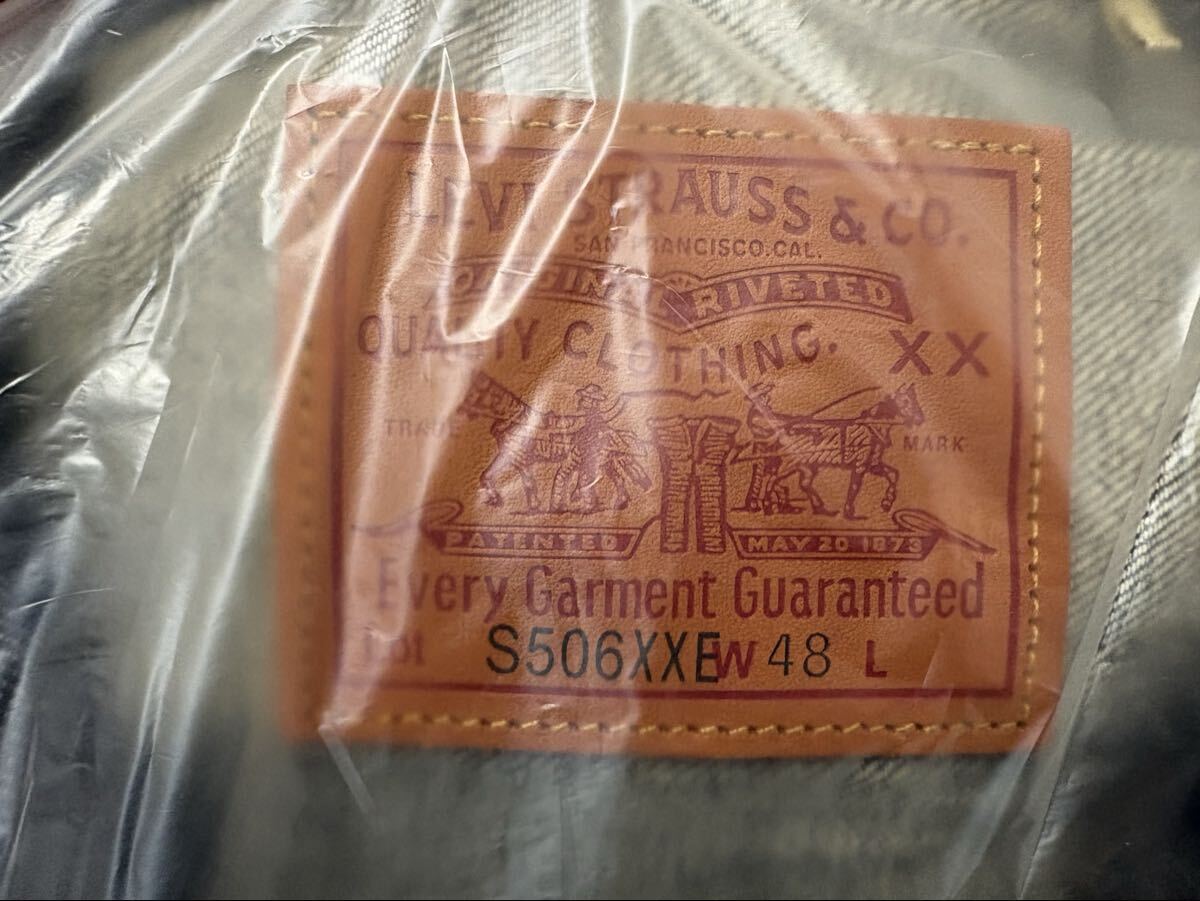 LEVI STRAUSS & CO.
SAN FRANCISCO.CAL.
ORIGINAL RIVETED
QUALITY CLOTHING. XX
TRADE MARK
PATENTED MAY 20 1873
Every Garment Guaranteed
Lot S506XXE W 48 L